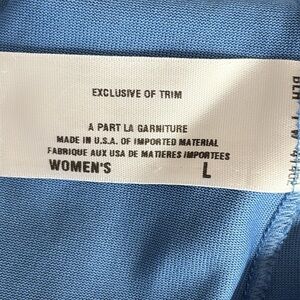 EXCLUSIVE OF TRIM
A PART LA GARNITURE
MADE IN U.S.A. OF IMPORTED MATERIAL
FABRIQUE AUX USA DE MATIERES IMPORTEES
WOMEN'S L